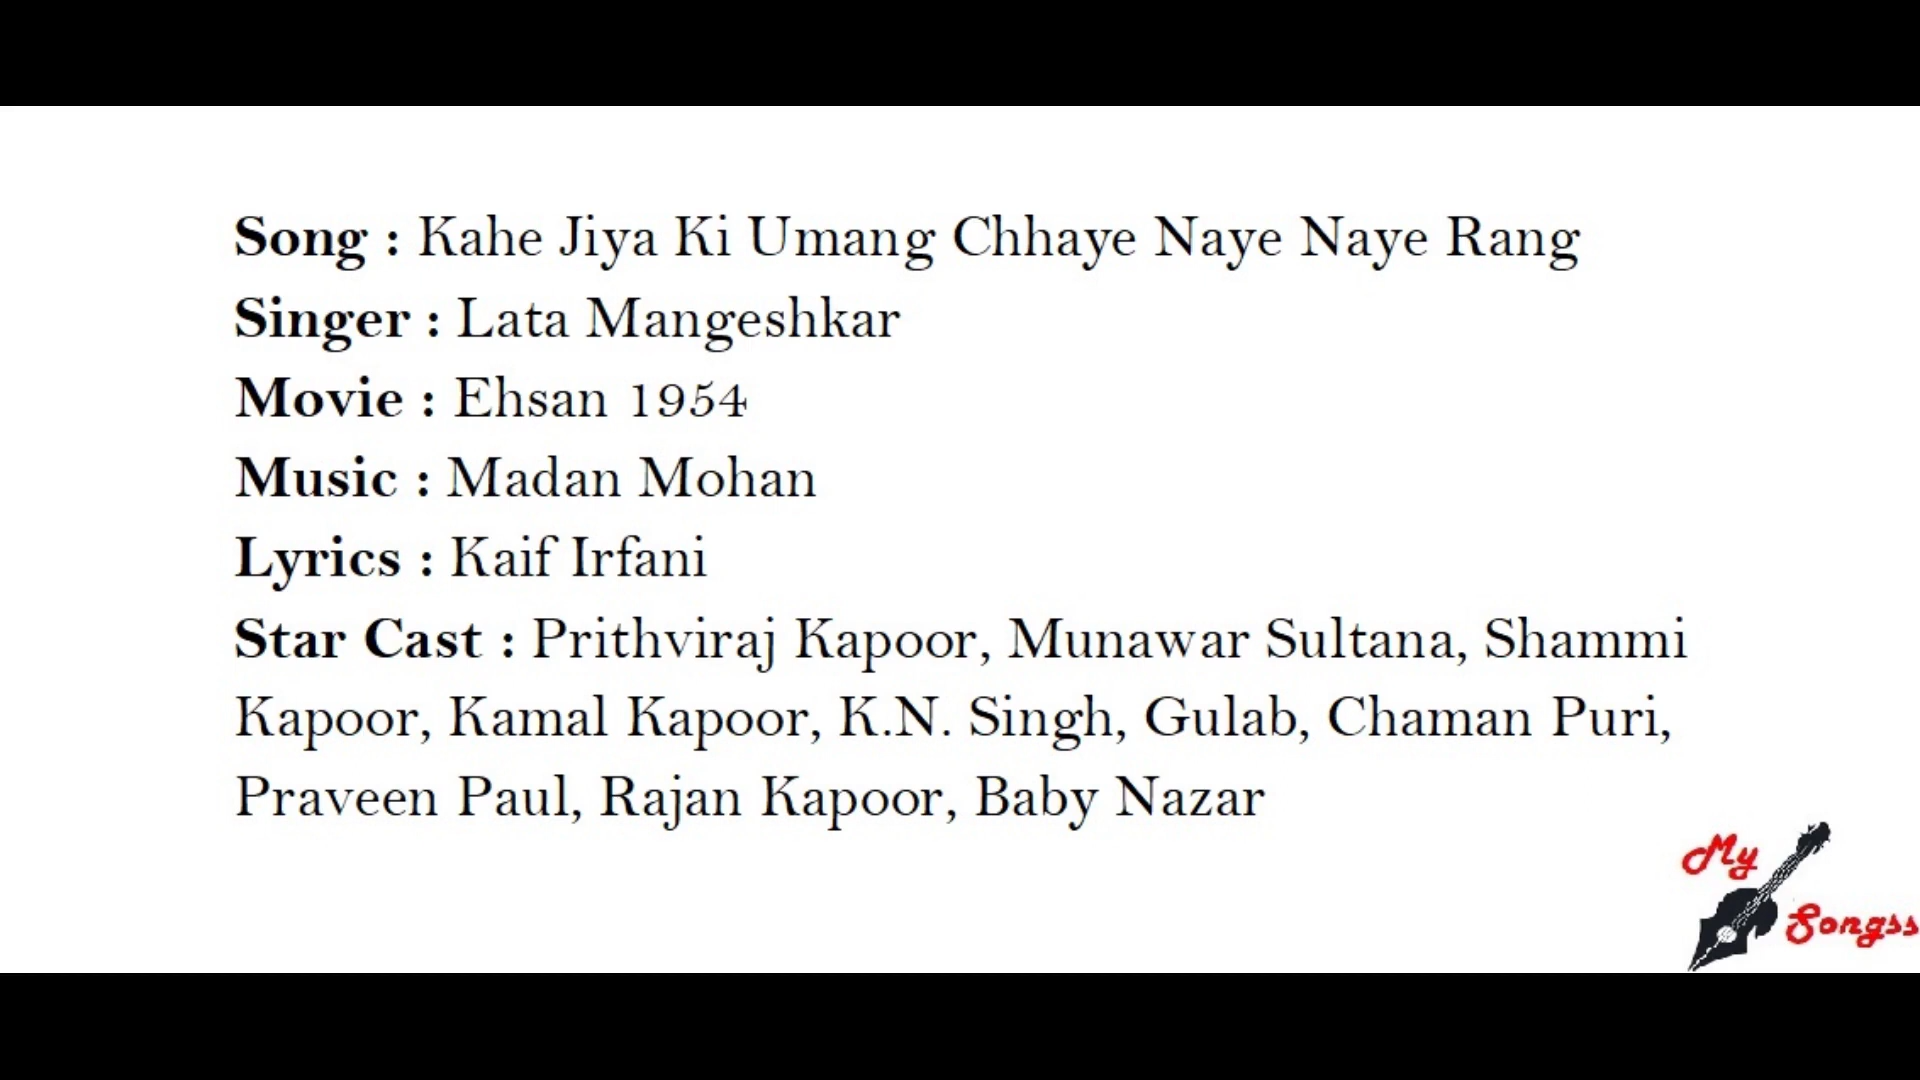 Song : Kahe Jiya Ki Umang Chhaye Naye Naye Rang
Singer : Lata Mangeshkar
Movie : Ehsan 1954
Music : Madan Mohan
Lyrics : Kaif Irfani
Star Cast : Prithviraj Kapoor, Munawar Sultana, Shammi
Kapoor, Kamal Kapoor, K.N. Singh, Gulab, Chaman Puri,
Praveen Paul, Rajan Kapoor, Baby Nazar
My
Songss